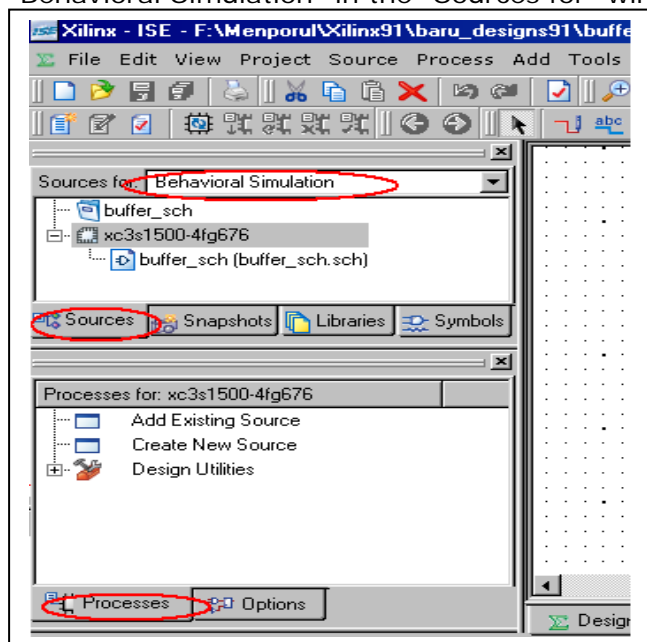 "Behavioral Simulation" in the "Sources for"
Xilinx - ISE - F:\Menporul\Xilinx91\baru_designs91\buffe
File Edit View Project Source Process Add Tools
abc
Sources for: Behavioral Simulation
buffer_sch
xc3s1500-4fg676
buffer_sch (buffer_sch.sch)
Sources Snapshots Libraries Symbols
Processes for: xc3s1500-4fg676
Add Existing Source
Create New Source
Design Utilities
Processes Options
Design